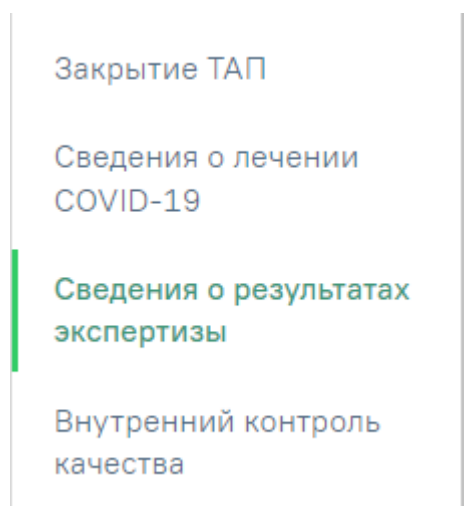 Закрытие ТАП
Сведения о лечении
COVID-19
Сведения о результатах
экспертизы
Внутренний контроль
качества